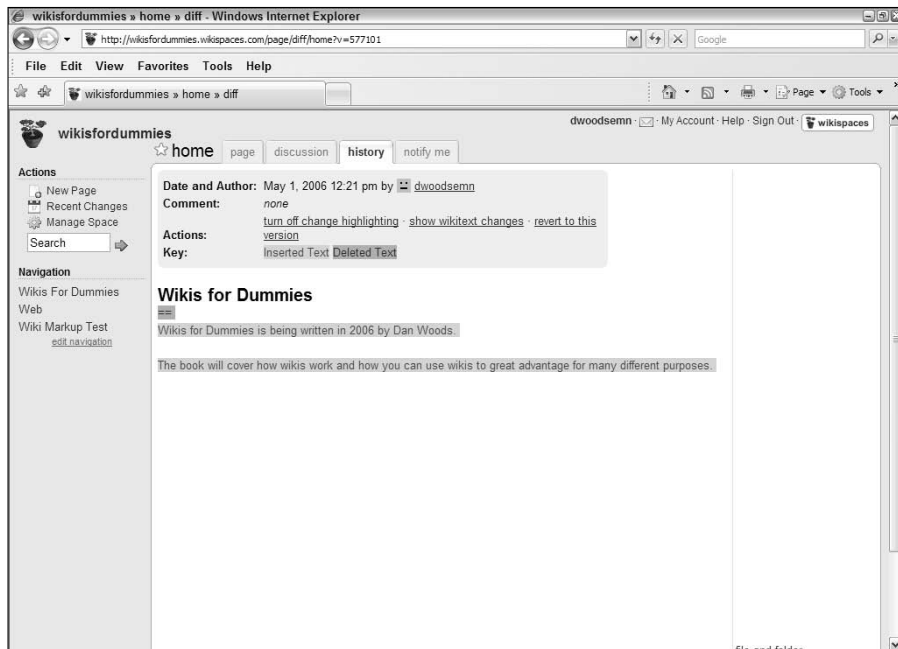 wikisfordummies » home » diff - Windows Internet Explorer
http://wikisfordummies.wikispaces.com/page/diff/home?v=577101
Google
File Edit View Favorites Tools Help
wikisfordummies » home » diff
Page Tools »
dwoodsemn · My Account · Help · Sign Out · wikispaces
wikisfordummies
home page discussion history notify me
Actions
New Page
Recent Changes
Manage Space
Search
Navigation
Wikis For Dummies
Web
Wiki Markup Test
edit navigation
Date and Author: May 1, 2006 12:21 pm by dwoodsemn
Comment: none
turn off change highlighting · show wikitext changes · revert to this
Actions: version
Key: Inserted Text Deleted Text
Wikis for Dummies
==
Wikis for Dummies is being written in 2006 by Dan Woods.
The book will cover how wikis work and how you can use wikis to great advantage for many different purposes.